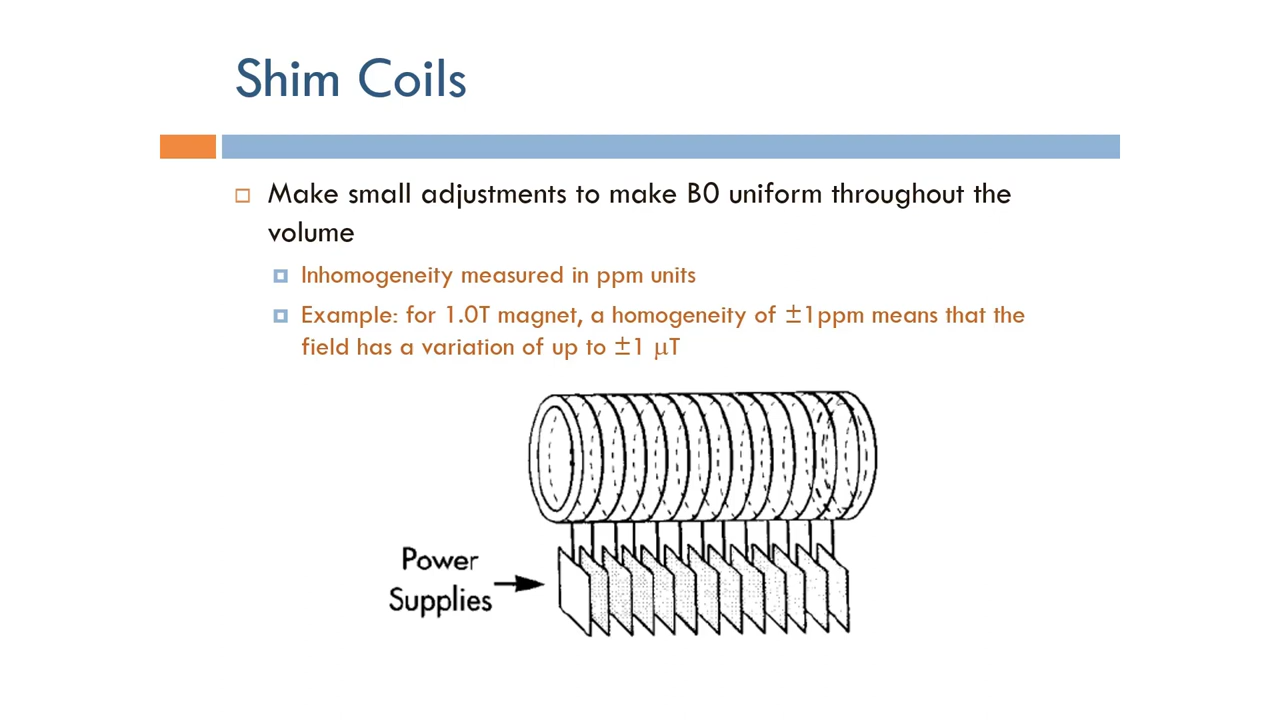 Shim Coils
Make small adjustments to make B0 uniform throughout the
volume
Inhomogeneity measured in ppm units
Example: for 1.0T magnet, a homogeneity of ±1ppm means that the
field has a variation of up to ±1 μT
Power
Supplies